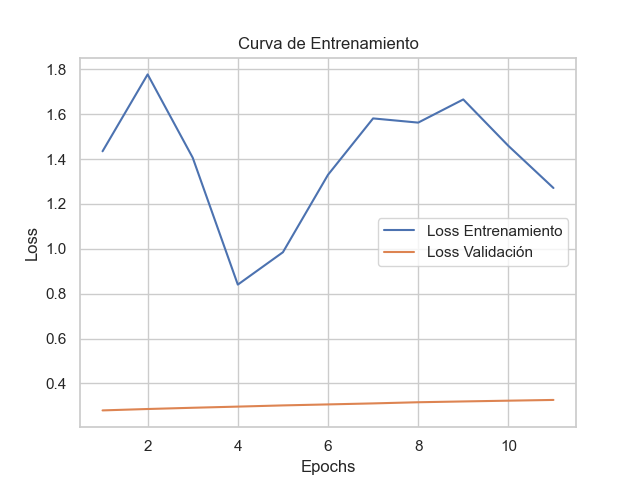 Curva de Entrenamiento
1.8
1.6
1.4
1.2
1.0
0.8
0.6
0.4
Loss
Loss Entrenamiento
Loss Validación
2 4 6 8 10
Epochs